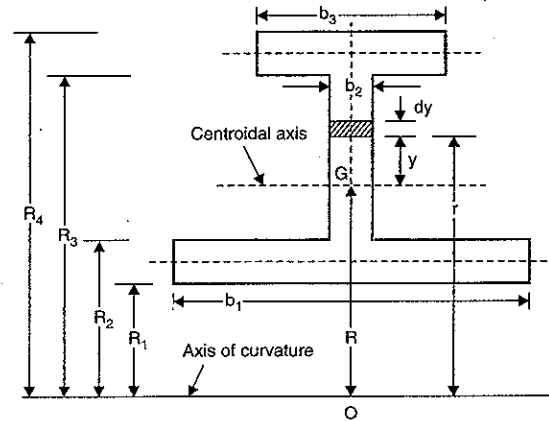 b3
b2
dy
Centroidal axis
y
G
R4
R3
r
b1
R2
R1
R
Axis of curvature
O